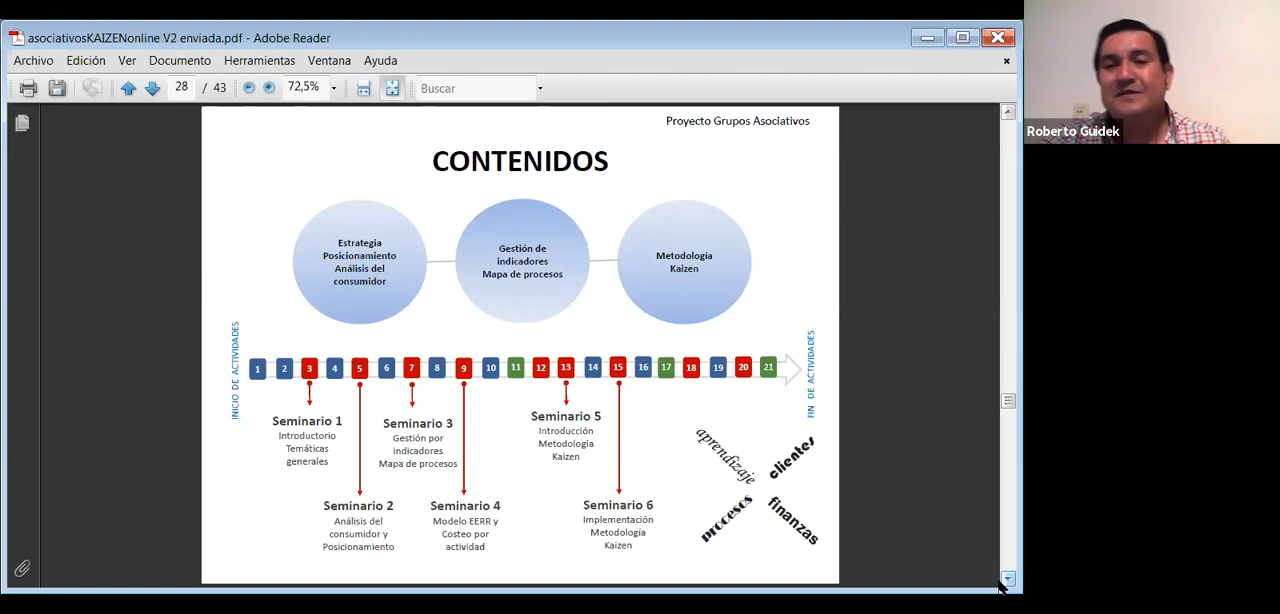 asociativosKAIZENonline V2 enviada.pdf - Adobe Reader
Archivo Edición Ver Documento Herramientas Ventana Ayuda
28 / 43 72,5% Buscar
Roberto Guidek
Proyecto Grupos Asociativos
CONTENIDOS
Estrategia
Posicionamiento
Análisis del
consumidor
Gestión de
indicadores
Mapa de procesos
Metodología
Kaizen
INICIO DE ACTIVIDADES
1 2 3 4 5 6 7 8 9 10 11 12 13 14 15 16 17 18 19 20 21
FIN DE ACTIVIDADES
Seminario 1
Introductorio
Temáticas
generales
Seminario 2
Análisis del
consumidor y
Posicionamiento
Seminario 3
Gestión por
indicadores
Mapa de procesos
Seminario 4
Modelo EERR y
Costeo por
actividad
Seminario 5
Introducción
Metodología
Kaizen
Seminario 6
Implementación
Metodología
Kaizen
aprendizaje
clientes
procesos
finanzas